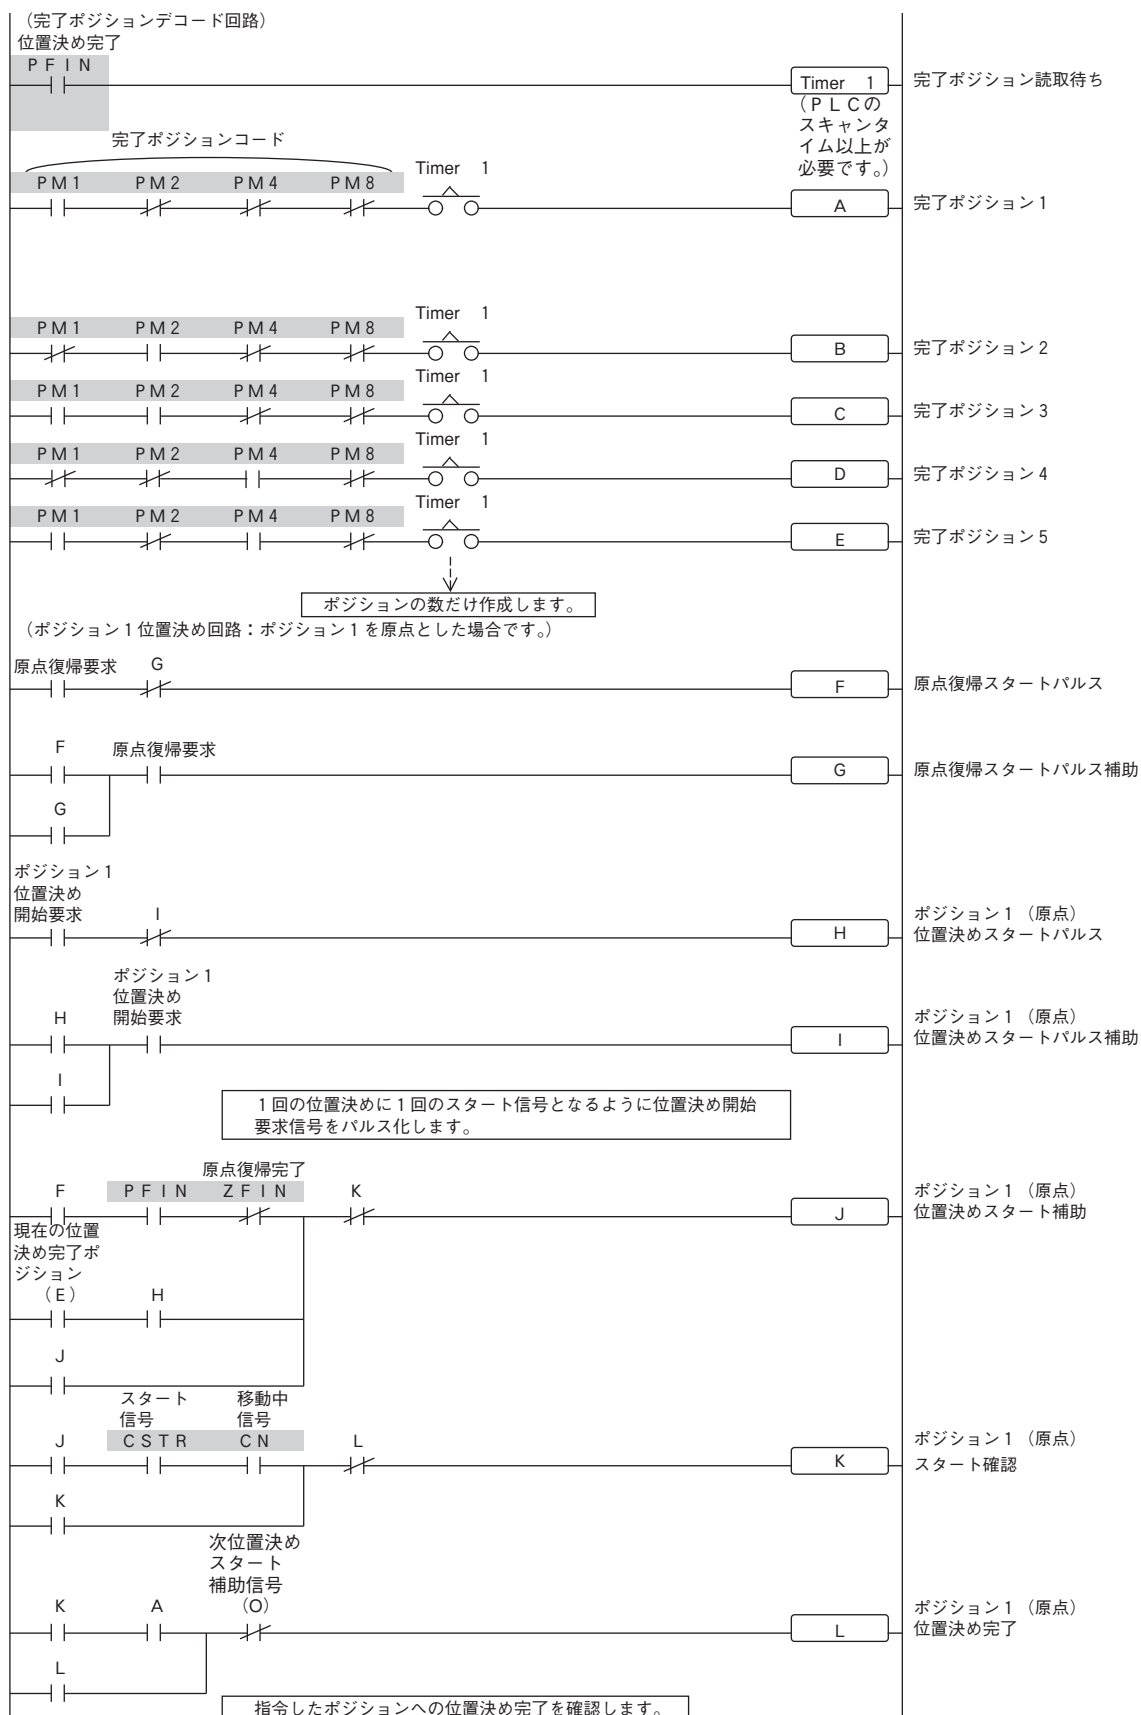 （完了ポジションデコード回路）
位置決め完了
ＰＦＩＮ
Timer 1
完了ポジション読取待ち
（ＰＬＣの
スキャンタ
イム以上が
必要です。）
完了ポジションコード
Timer 1
ＰＭ１ ＰＭ２ ＰＭ４ ＰＭ８
A
完了ポジション１
Timer 1
ＰＭ１ ＰＭ２ ＰＭ４ ＰＭ８
B
完了ポジション２
Timer 1
ＰＭ１ ＰＭ２ ＰＭ４ ＰＭ８
C
完了ポジション３
Timer 1
ＰＭ１ ＰＭ２ ＰＭ４ ＰＭ８
D
完了ポジション４
Timer 1
ＰＭ１ ＰＭ２ ＰＭ４ ＰＭ８
E
完了ポジション５
ポジションの数だけ作成します。
（ポジション１位置決め回路：ポジション１を原点とした場合です。）
原点復帰要求 G
F
原点復帰スタートパルス
F 原点復帰要求
G
原点復帰スタートパルス補助
G
ポジション１
位置決め
開始要求 I
H
ポジション１（原点）
位置決めスタートパルス
ポジション１
位置決め
開始要求
H
I
ポジション１（原点）
位置決めスタートパルス補助
I
１回の位置決めに１回のスタート信号となるように位置決め開始
要求信号をパルス化します。
原点復帰完了
F ＰＦＩＮ ＺＦＩＮ K
J
ポジション１（原点）
位置決めスタート補助
現在の位置
決め完了ポ
ジション
（E） H
J
スタート
信号
移動中
信号
J ＣＳＴＲ ＣＮ L
K
ポジション１（原点）
スタート確認
K
次位置決め
スタート
補助信号
K A （O）
L
ポジション１（原点）
位置決め完了
L
指令したポジションへの位置決め完了を確認します。